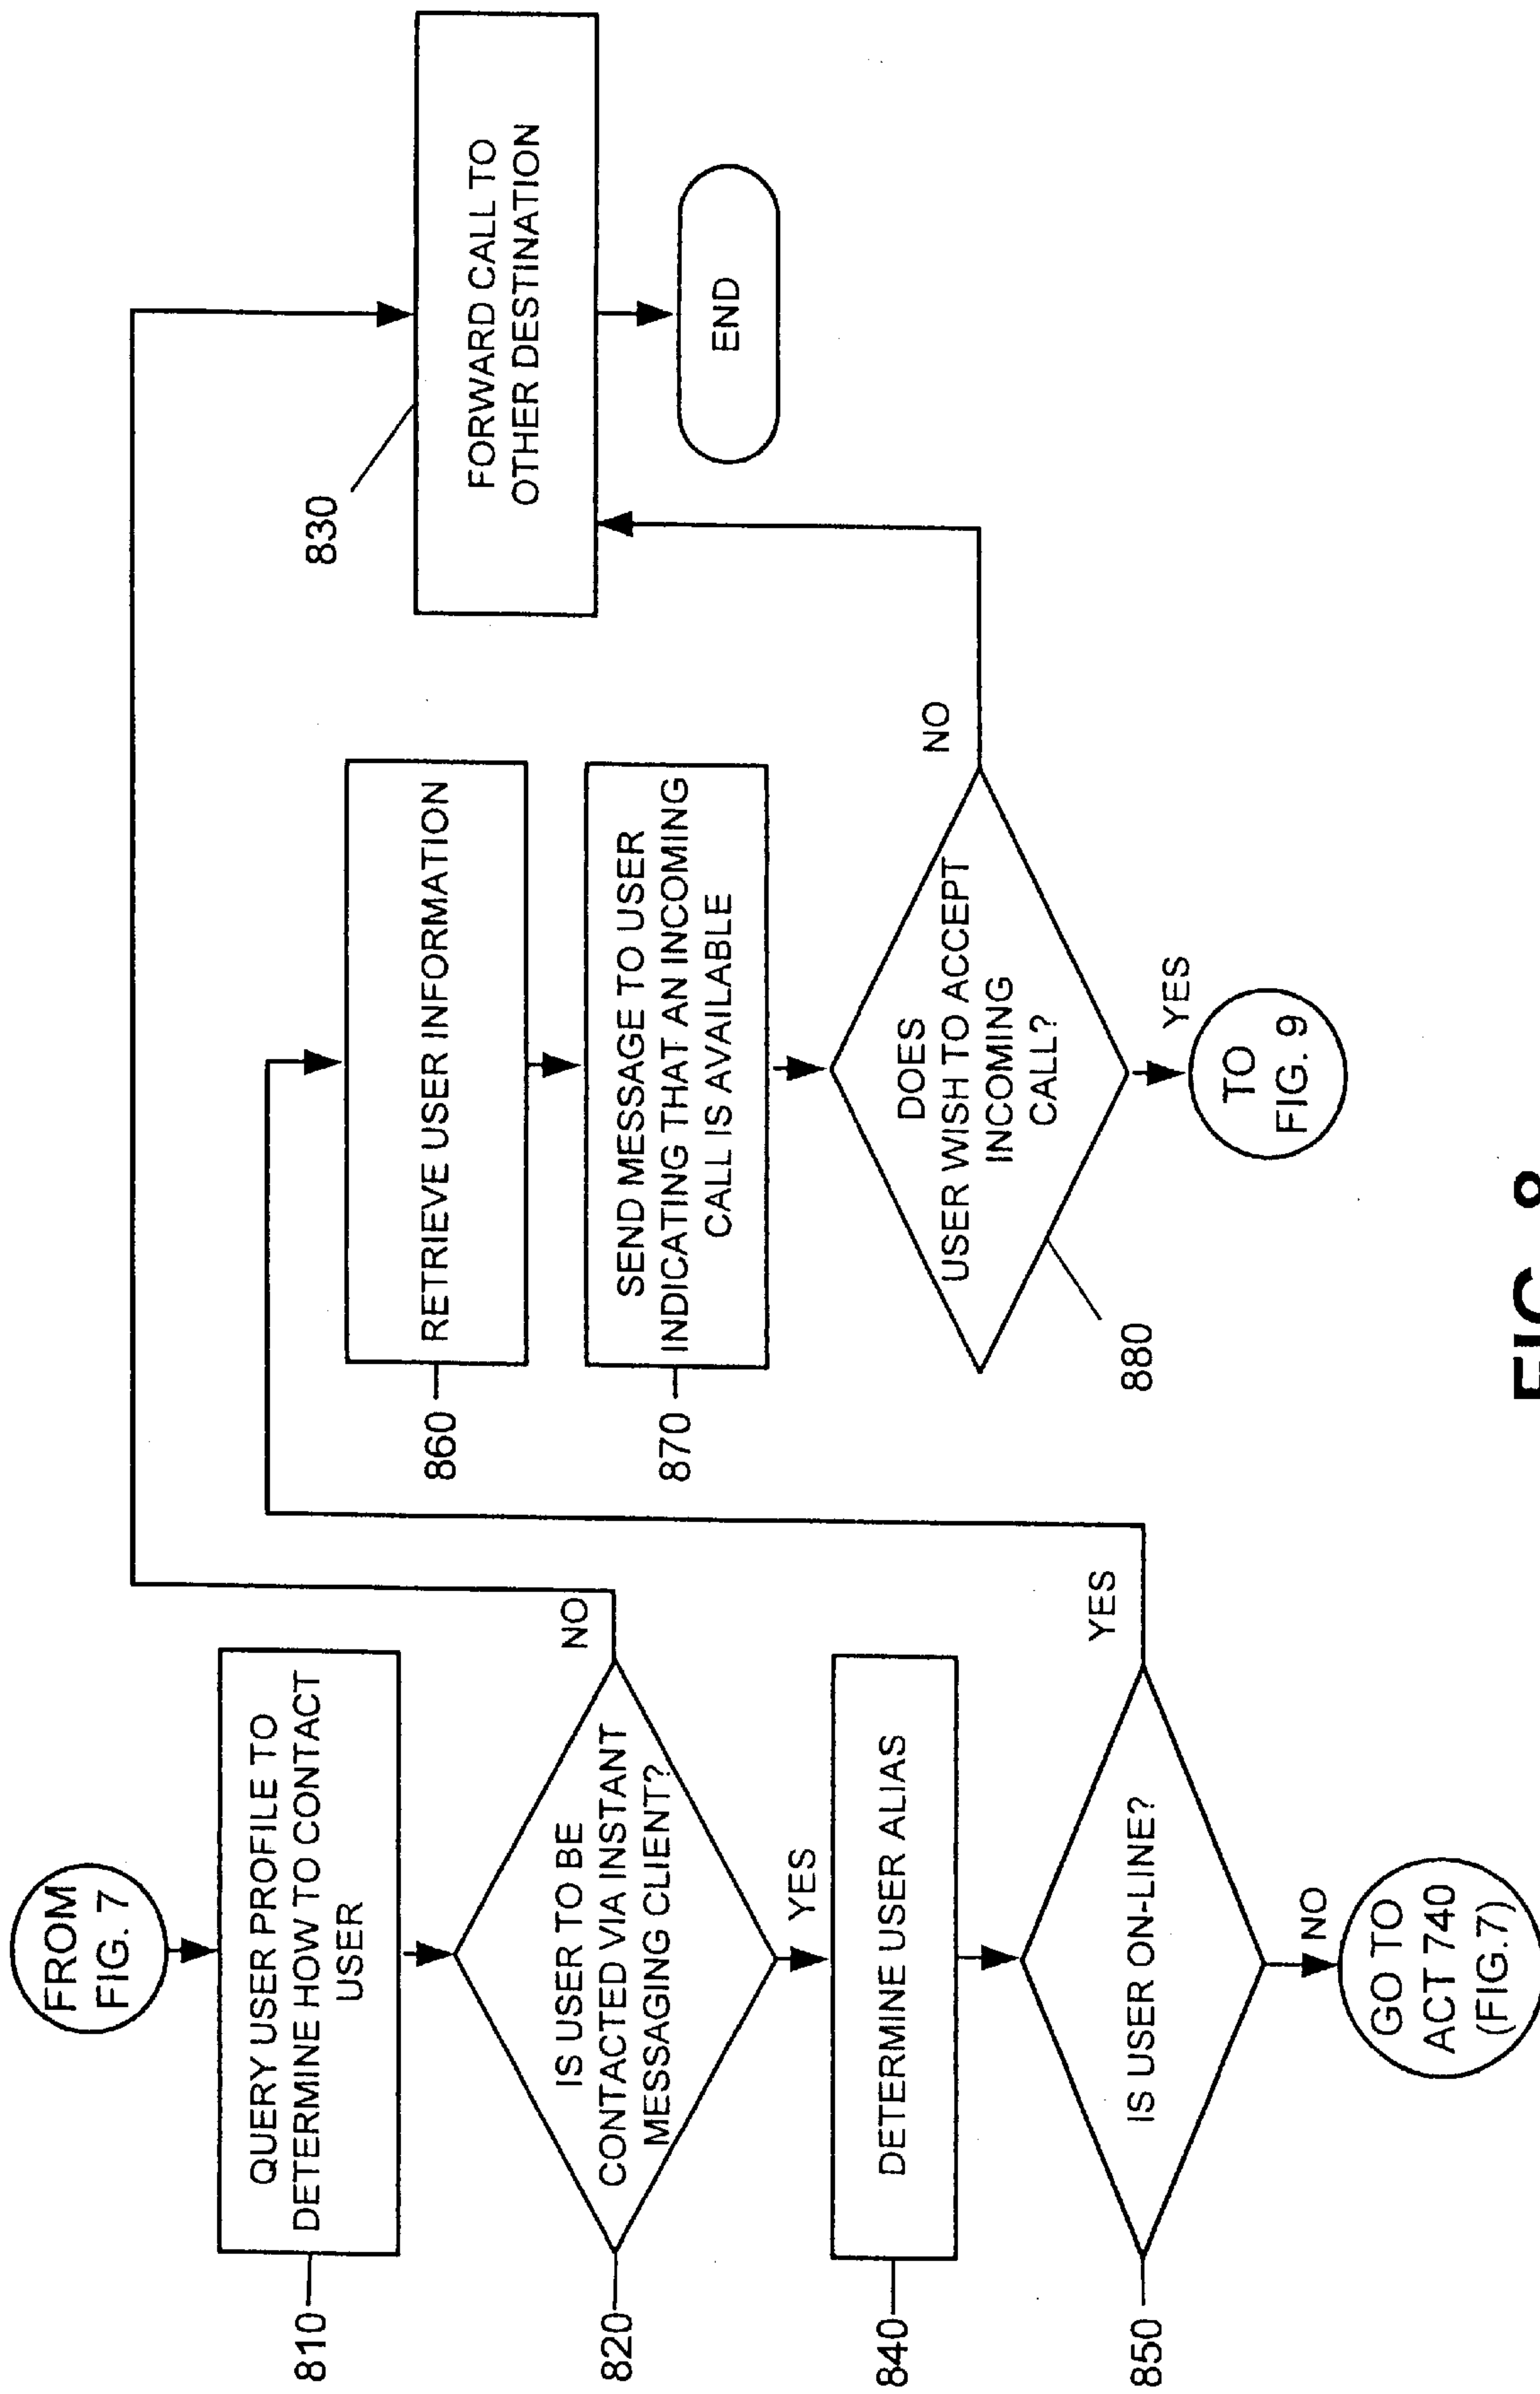 FROM
FIG. 7
810
QUERY USER PROFILE TO
DETERMINE HOW TO CONTACT
USER
820
IS USER TO BE
CONTACTED VIA INSTANT
MESSAGING CLIENT?
NO
YES
840
DETERMINE USER ALIAS
850
IS USER ON-LINE?
YES
NO
GO TO
ACT 740
(FIG.7)
860
RETRIEVE USER INFORMATION
870
SEND MESSAGE TO USER
INDICATING THAT AN INCOMING
CALL IS AVAILABLE
DOES
USER WISH TO ACCEPT
INCOMING
CALL?
880
NO
YES
TO
FIG. 9
830
FORWARD CALL TO
OTHER DESTINATION
END
FIG. 8